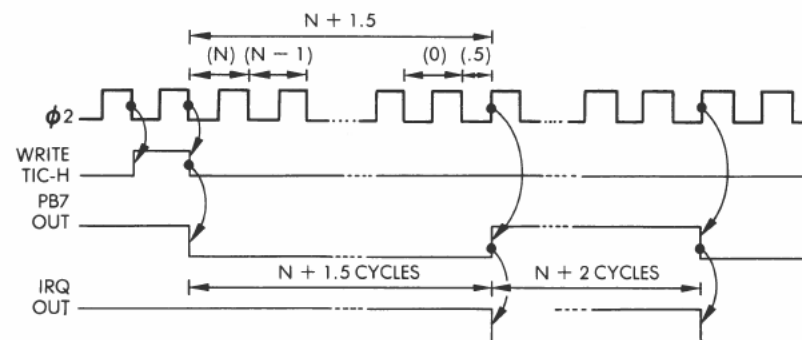 N + 1.5
(N) (N − 1) (0) (.5)
ϕ2
WRITE
TIC-H
PB7
OUT
N + 1.5 CYCLES N + 2 CYCLES
IRQ
OUT